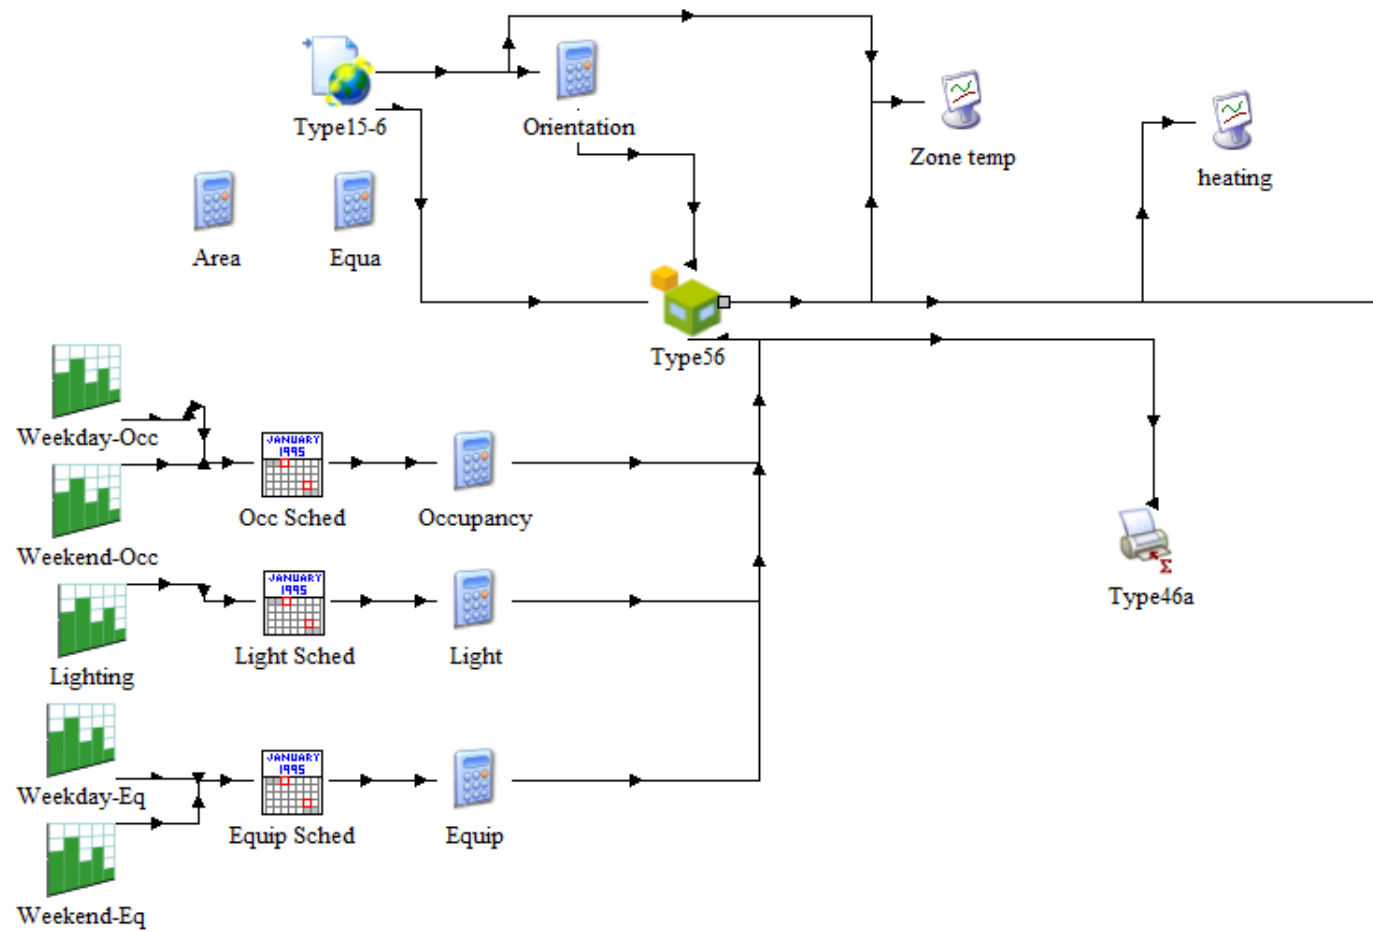 Type15-6
Orientation
Zone temp
heating
Area
Equa
Type56
Weekday-Occ
JANUARY
1995
Occ Sched
Occupancy
Weekend-Occ
JANUARY
1995
Light Sched
Light
Type46a
Σ
Lighting
JANUARY
1995
Equip Sched
Equip
Weekday-Eq
Weekend-Eq